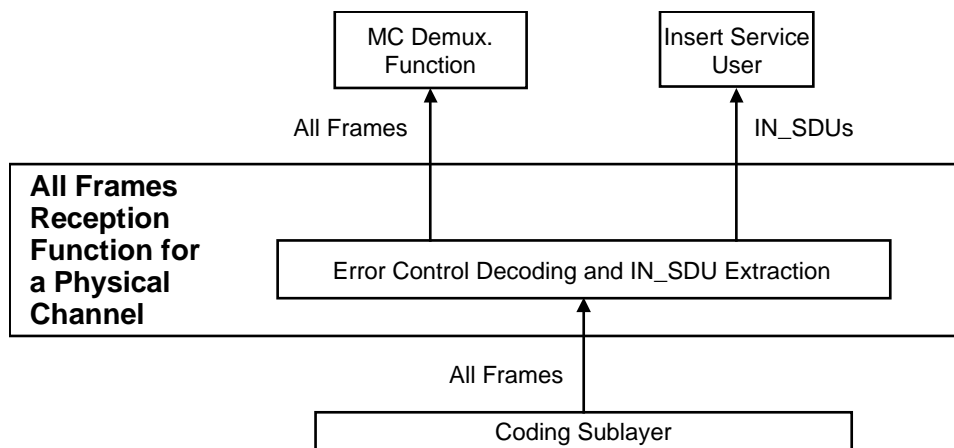 MC Demux.
Function
Insert Service
User
All Frames
IN_SDUs
All Frames
Reception
Function for
a Physical
Channel
Error Control Decoding and IN_SDU Extraction
All Frames
Coding Sublayer